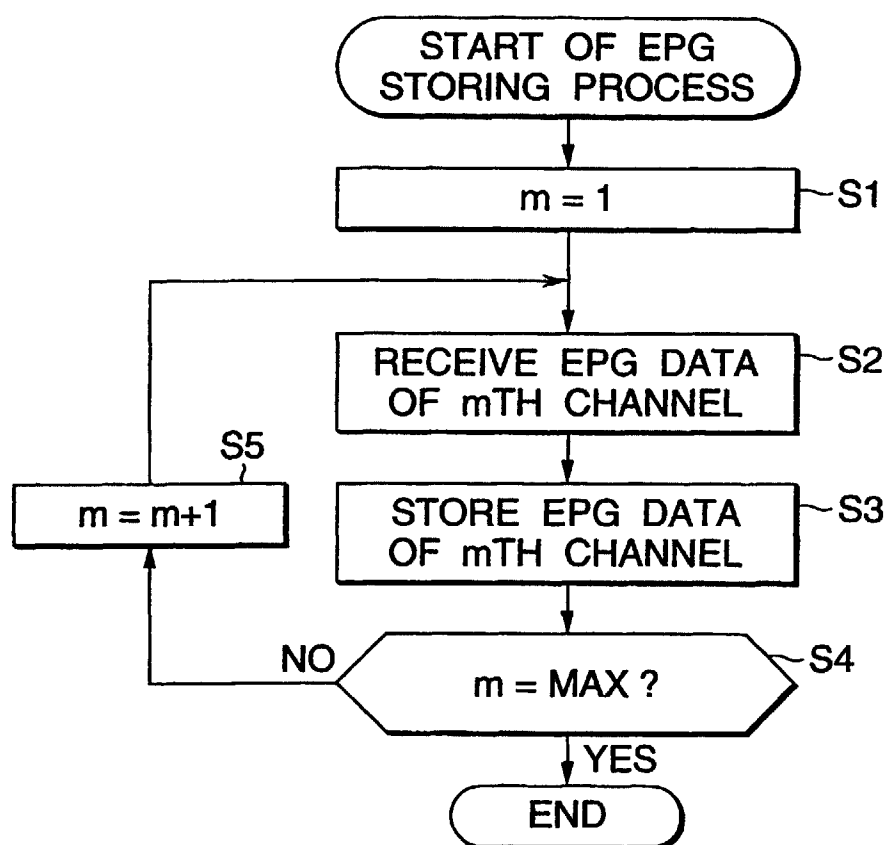 START OF EPG
STORING PROCESS
m = 1
S1
RECEIVE EPG DATA
OF mTH CHANNEL
S2
S5
m = m+1
STORE EPG DATA
OF mTH CHANNEL
S3
NO
m = MAX ?
S4
YES
END